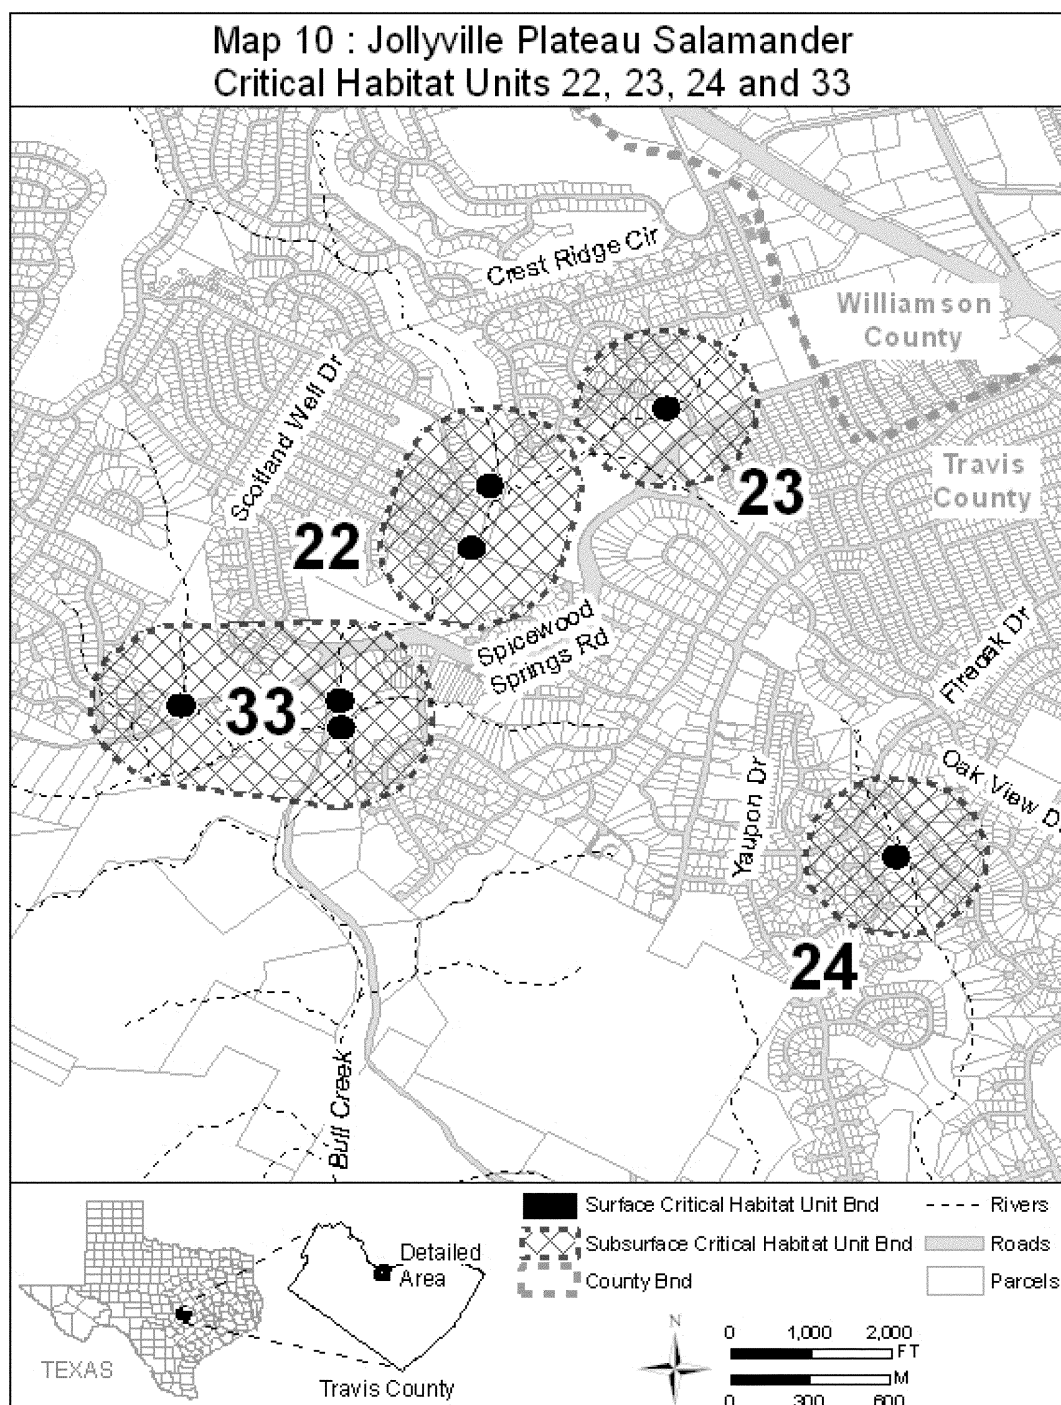 Map 10 : Jollyville Plateau Salamander
Critical Habitat Units 22, 23, 24 and 33
Crest Ridge Cir
Williamson
County
Scotland Well Dr
Travis
County
23
22
Spicewood
Springs Rd
Fireoak Dr
33
Oak View D
Yaupon Dr
24
Bull Creek
Surface Critical Habitat Unit Bnd
Rivers
Subsurface Critical Habitat Unit Bnd
Roads
County Bnd
Parcels
Detailed
Area
TEXAS
Travis County
N
0 1,000 2,000
FT
M
0 300 600